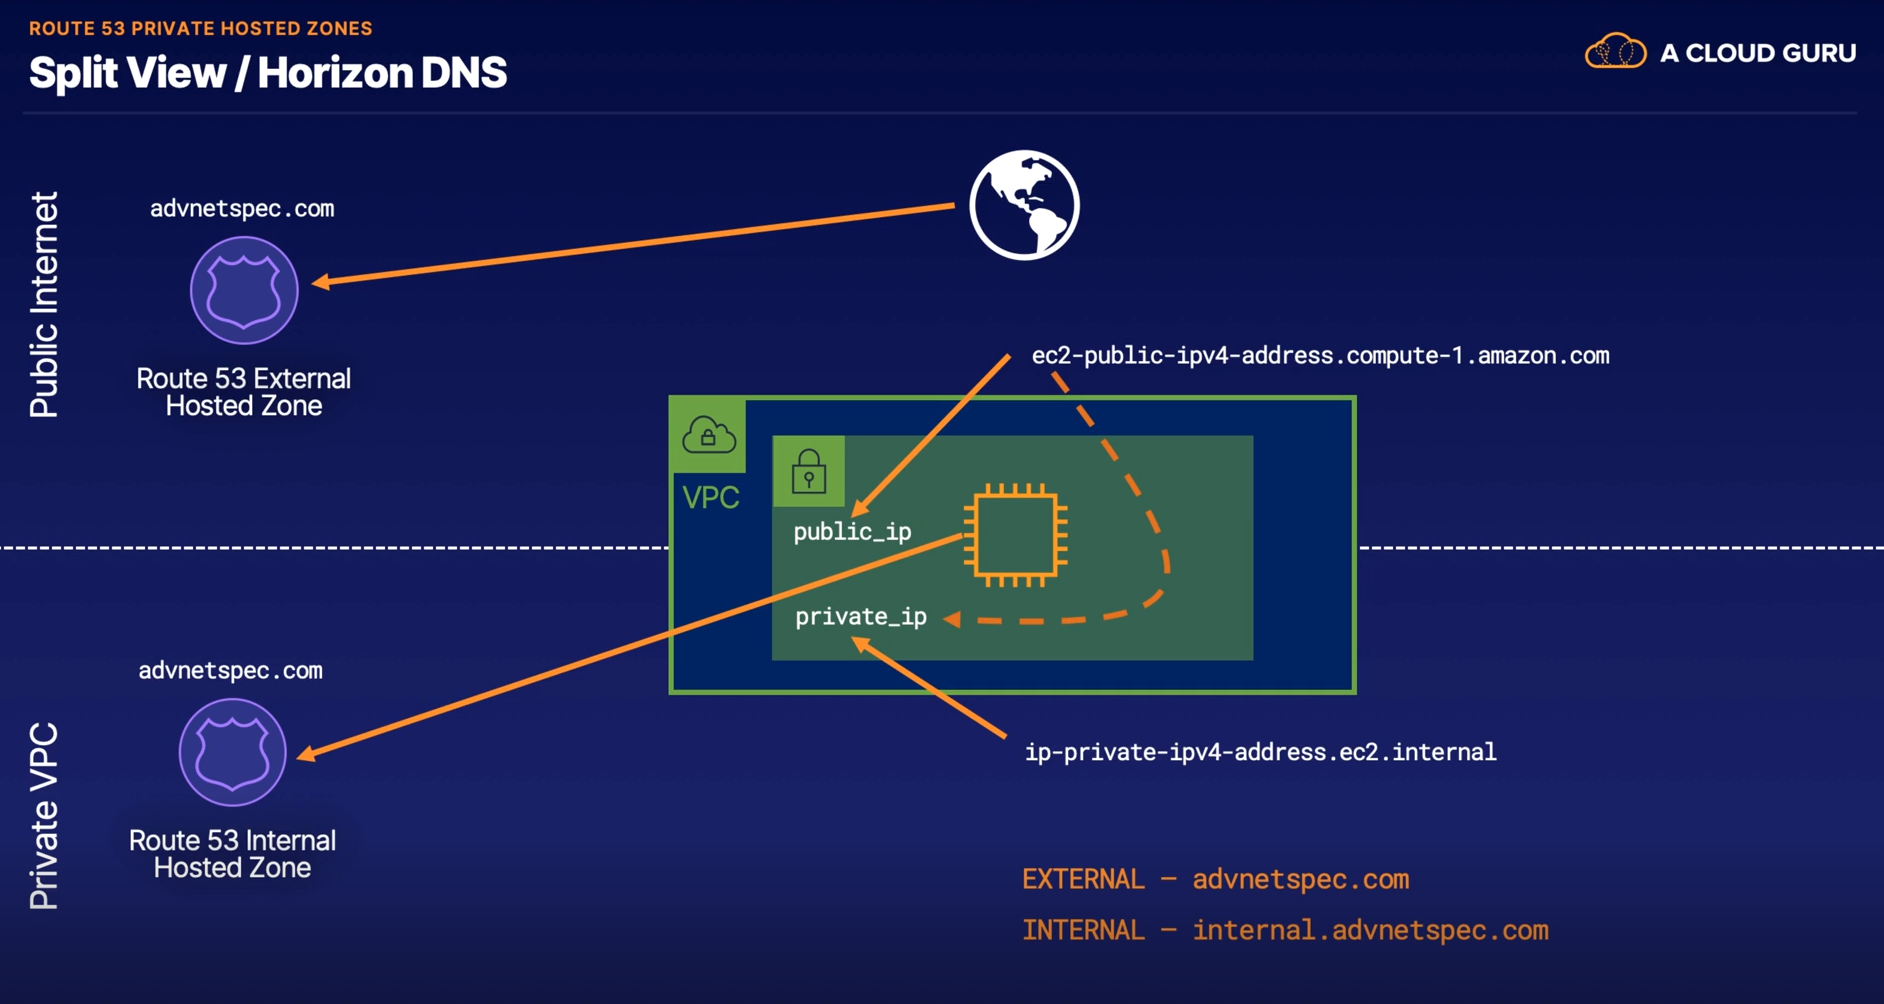 ROUTE 53 PRIVATE HOSTED ZONES
Split View / Horizon DNS
A CLOUD GURU
Public Internet
advnetspec.com
Route 53 External
Hosted Zone
ec2-public-ipv4-address.compute-1.amazon.com
VPC
public_ip
private_ip
Private VPC
advnetspec.com
Route 53 Internal
Hosted Zone
ip-private-ipv4-address.ec2.internal
EXTERNAL – advnetspec.com
INTERNAL – internal.advnetspec.com